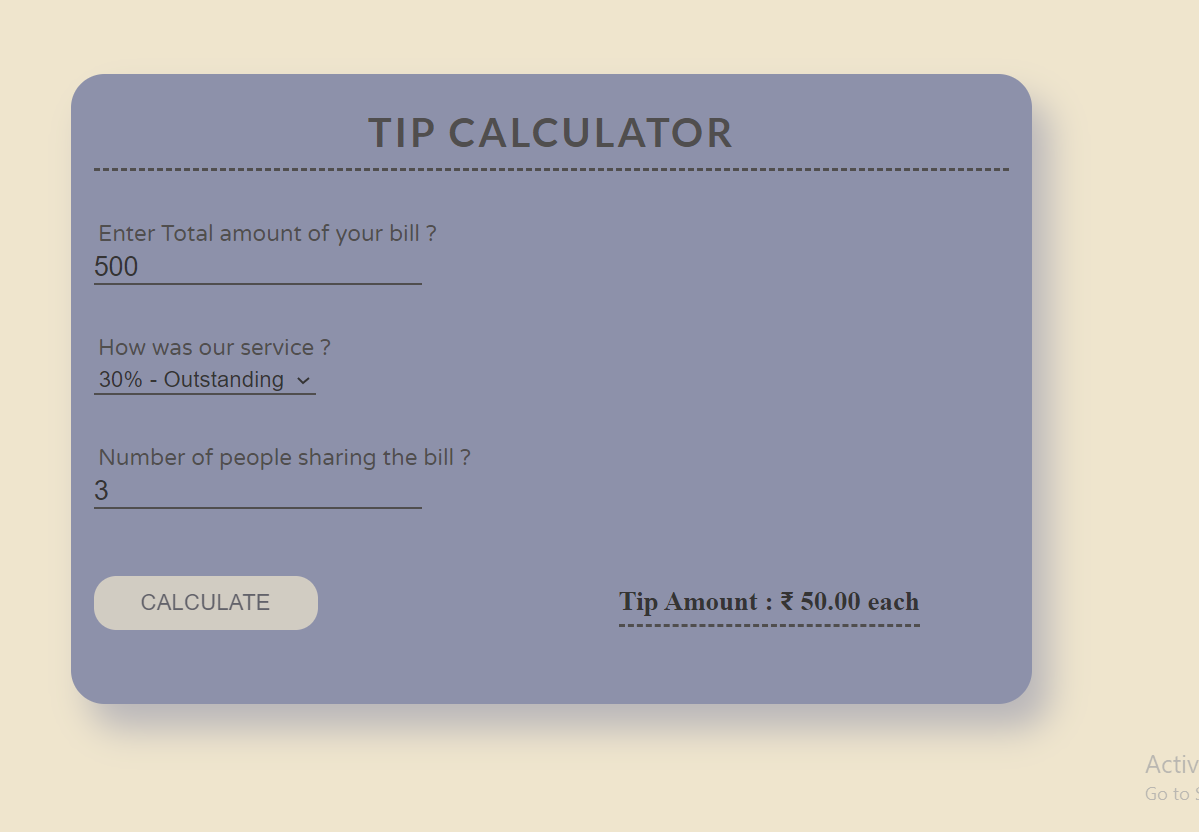 TIP CALCULATOR
Enter Total amount of your bill ?
500
How was our service ?
30% - Outstanding
Number of people sharing the bill ?
3
CALCULATE
Tip Amount : ₹ 50.00 each
Activ
Go to S